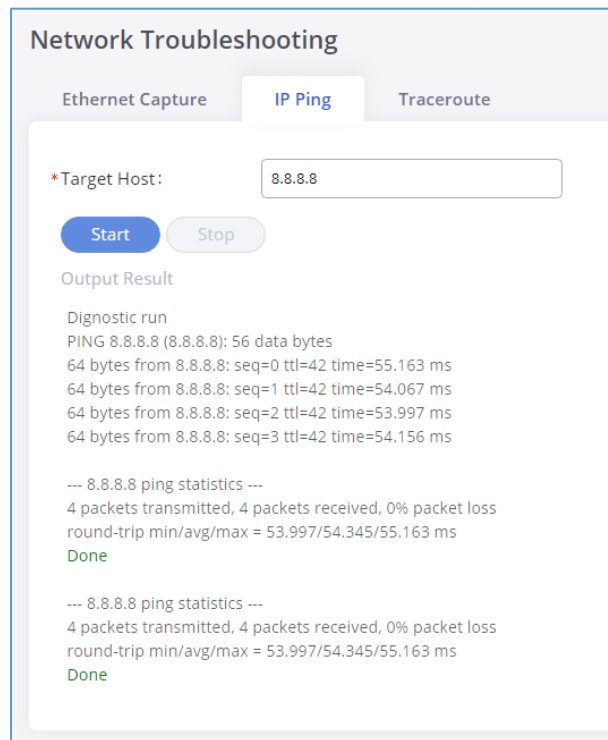 Network Troubleshooting
Ethernet Capture IP Ping Traceroute
*Target Host: 8.8.8.8
Start Stop
Output Result
Dignostic run
PING 8.8.8.8 (8.8.8.8): 56 data bytes
64 bytes from 8.8.8.8: seq=0 ttl=42 time=55.163 ms
64 bytes from 8.8.8.8: seq=1 ttl=42 time=54.067 ms
64 bytes from 8.8.8.8: seq=2 ttl=42 time=53.997 ms
64 bytes from 8.8.8.8: seq=3 ttl=42 time=54.156 ms
--- 8.8.8.8 ping statistics ---
4 packets transmitted, 4 packets received, 0% packet loss
round-trip min/avg/max = 53.997/54.345/55.163 ms
Done
--- 8.8.8.8 ping statistics ---
4 packets transmitted, 4 packets received, 0% packet loss
round-trip min/avg/max = 53.997/54.345/55.163 ms
Done